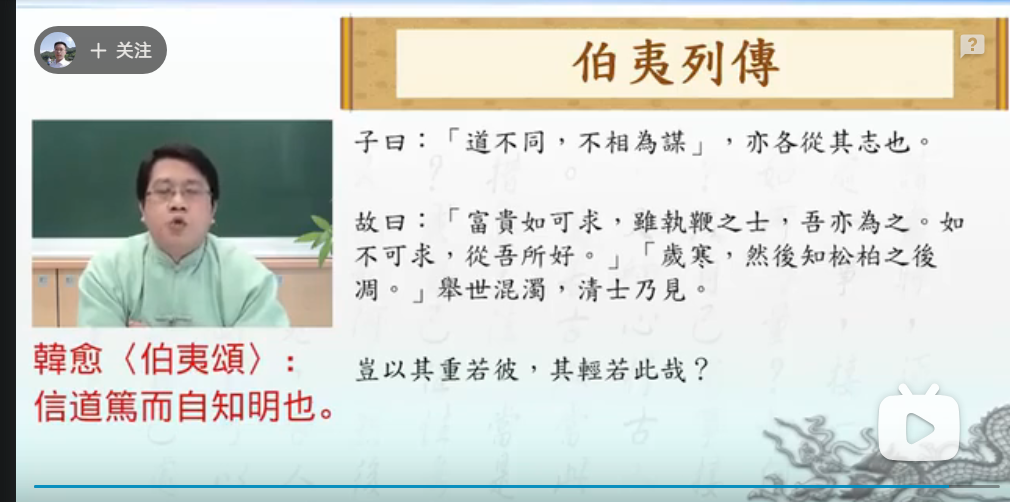 ＋ 关注
伯夷列傳
子曰：「道不同，不相為謀」，亦各從其志也。
故曰：「富貴如可求，雖執鞭之士，吾亦為之。如
不可求，從吾所好。」「歲寒，然後知松柏之後
凋。」舉世混濁，清士乃見。
豈以其重若彼，其輕若此哉？
韓愈〈伯夷頌〉：
信道篤而自知明也。